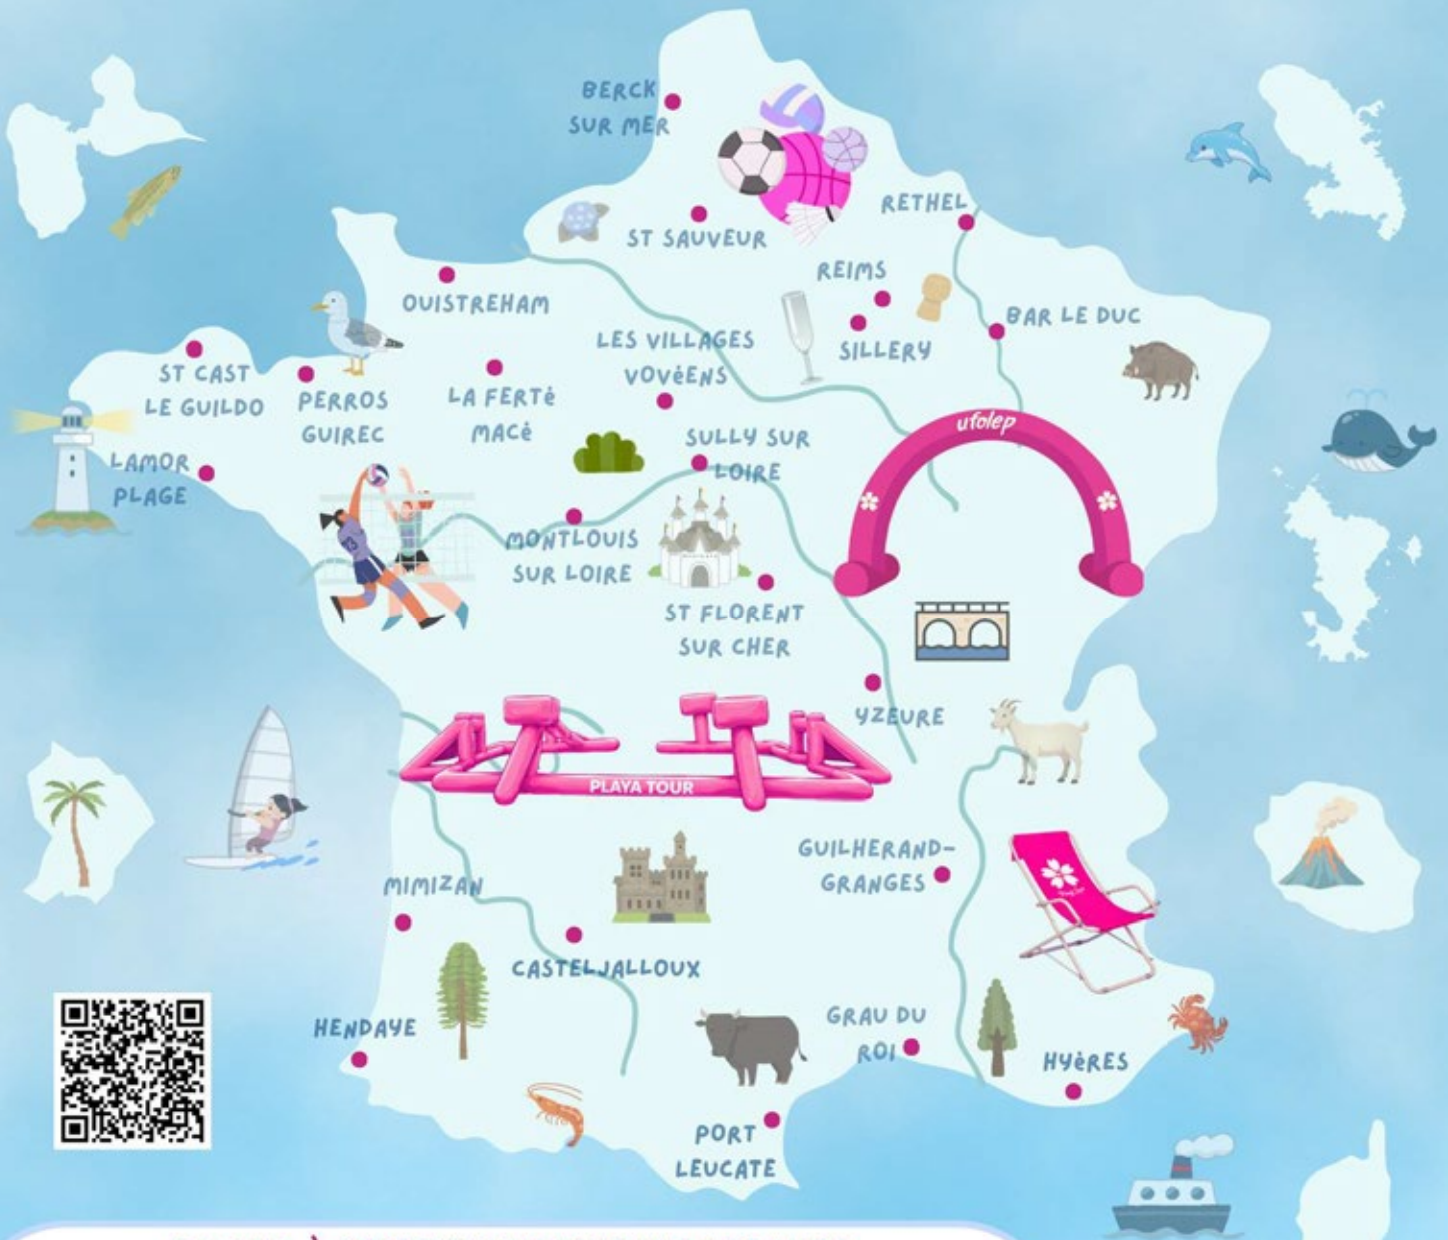 BERCK
SUR MER
RETHEL
ST SAUVEUR
REIMS
OUISTREHAM
BAR LE DUC
LES VILLAGES
VOVéENS
SILLERY
ST CAST
LE GUILDO
PERROS
GUIREC
LA FERTé
MACé
SULLY SUR
LOIRE
ufolep
LAMOR
PLAGE
13
MONTLOUIS
SUR LOIRE
ST FLORENT
SUR CHER
YZEURE
PLAYA TOUR
GUILHERAND-
GRANGES
MIMIZAN
CASTELJALLOUX
HENDAYE
GRAU DU
ROI
HYèRES
PORT
LEUCATE